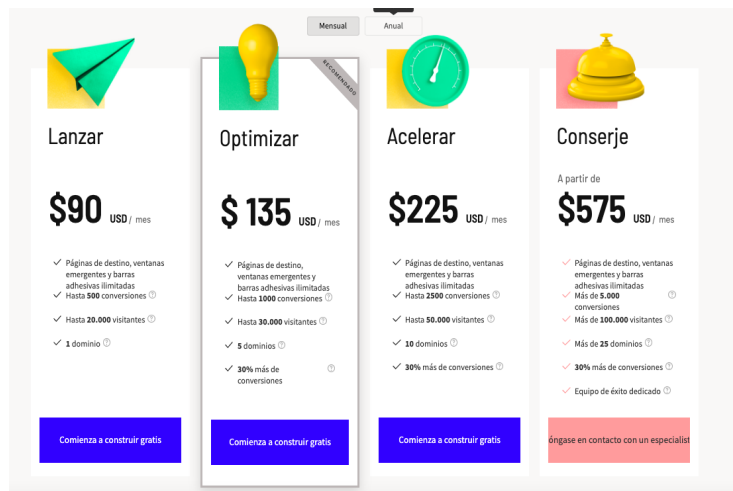 Mensual
Anual
RECOMENDADO
Lanzar
$90 USD / mes
Páginas de destino, ventanas
emergentes y barras
adhesivas ilimitadas
Hasta 500 conversiones ?
Hasta 20.000 visitantes ?
1 dominio ?
Comienza a construir gratis
Optimizar
$ 135 USD / mes
Páginas de destino,
ventanas emergentes y
barras adhesivas ilimitadas
Hasta 1000 conversiones ?
Hasta 30.000 visitantes ?
5 dominios ?
30% más de ?
conversiones
Comienza a construir gratis
Acelerar
$225 USD / mes
Páginas de destino, ventanas
emergentes y barras
adhesivas ilimitadas
Hasta 2500 conversiones ?
Hasta 50.000 visitantes ?
10 dominios ?
30% más de conversiones ?
Comienza a construir gratis
Conserje
A partir de
$575 USD / mes
Páginas de destino, ventanas
emergentes y barras
adhesivas ilimitadas
Más de 5.000 ?
conversiones
Más de 100.000 visitantes ?
Más de 25 dominios ?
30% más de conversiones ?
Equipo de éxito dedicado ?
óngase en contacto con un especialist